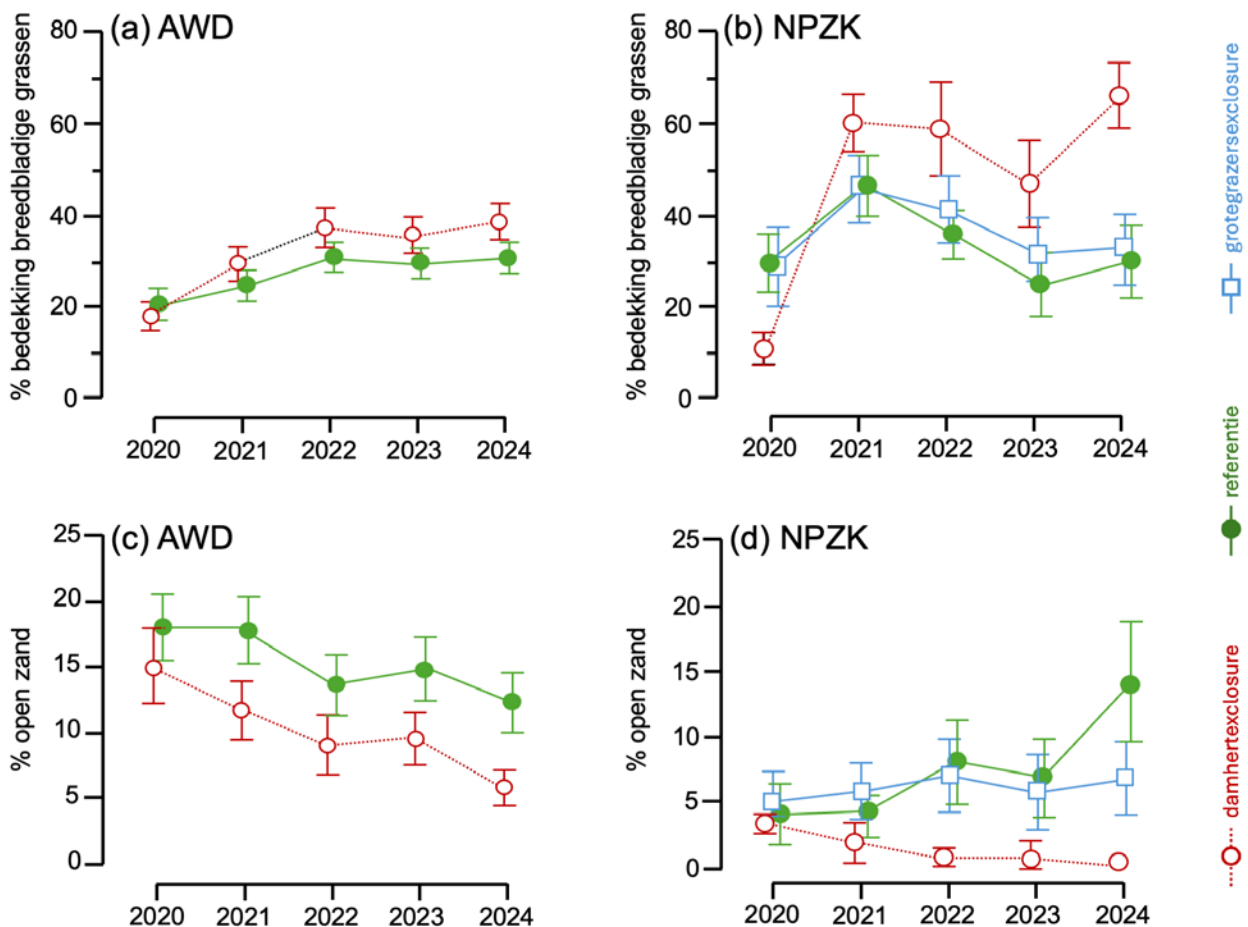 (a) AWD
% bedekking breedbladige grassen
80
60
40
20
0
2020 2021 2022 2023 2024
(b) NPZK
% bedekking breedbladige grassen
80
60
40
20
0
2020 2021 2022 2023 2024
(c) AWD
% open zand
25
20
15
10
5
0
2020 2021 2022 2023 2024
(d) NPZK
% open zand
25
20
15
10
5
0
2020 2021 2022 2023 2024
grotegrazersexclosure
referentie
damhertexclosure